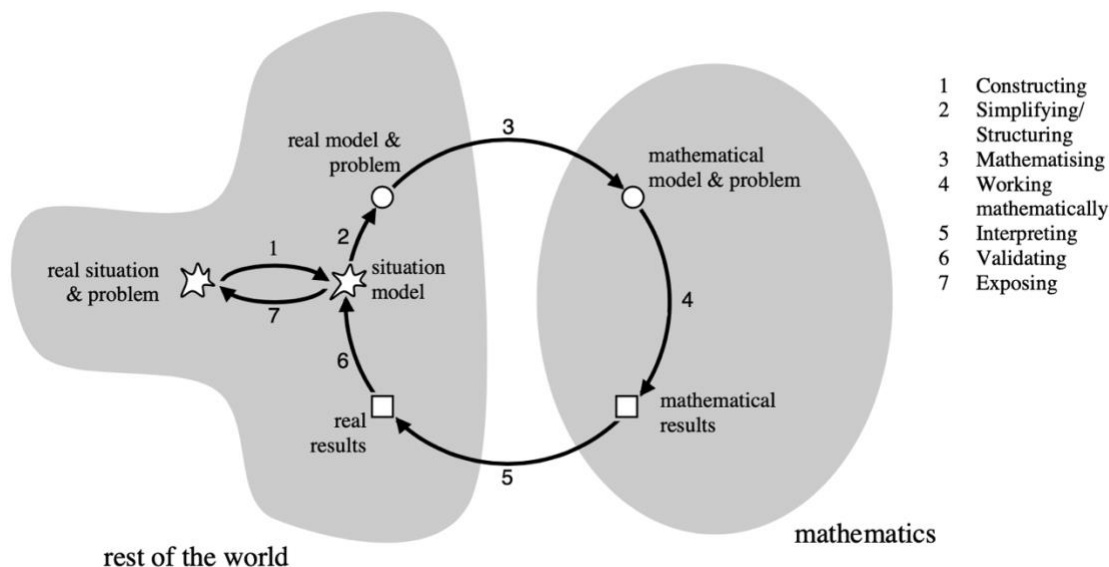 real model &
problem
3
mathematical
model & problem
2
1
real situation
& problem
situation
model
7
4
6
real
results
mathematical
results
5
rest of the world
mathematics
1 Constructing
2 Simplifying/
Structuring
3 Mathematising
4 Working
mathematically
5 Interpreting
6 Validating
7 Exposing